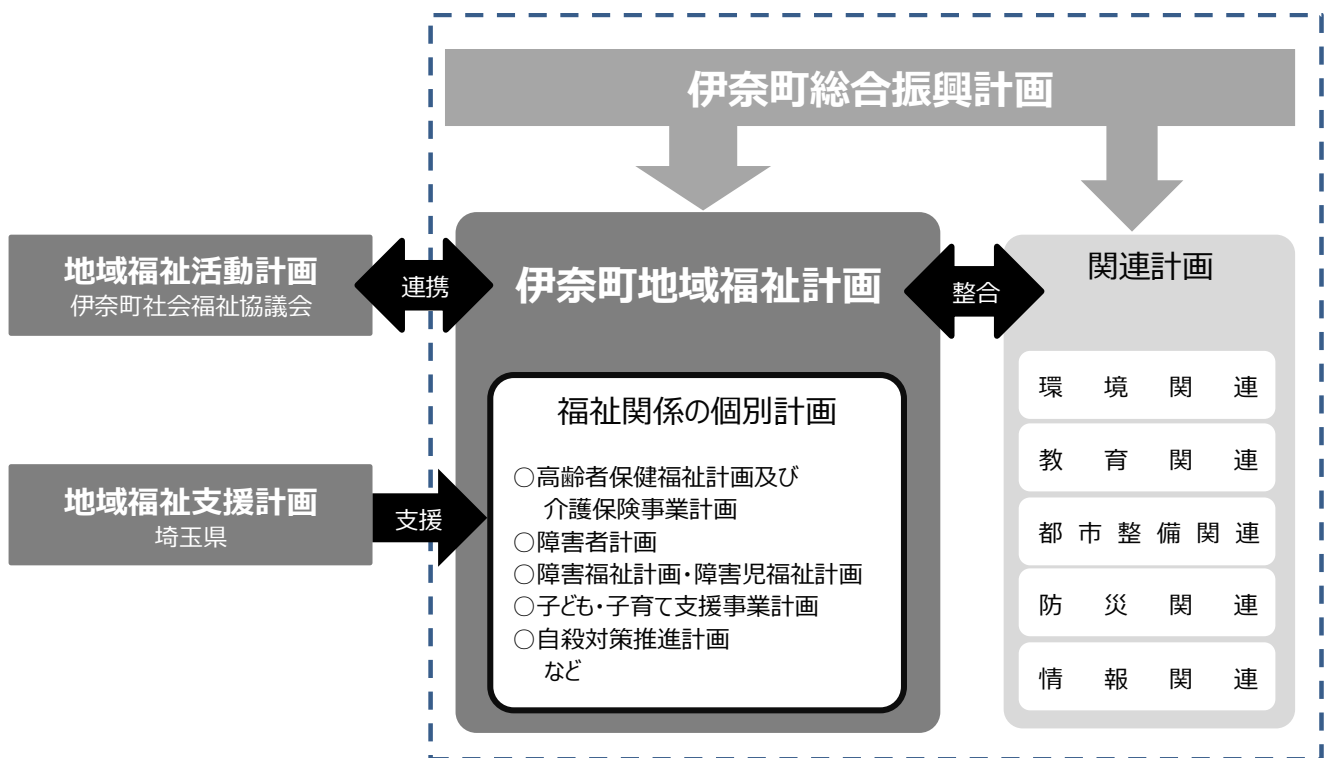 伊奈町総合振興計画
地域福祉活動計画
伊奈町社会福祉協議会
連携
伊奈町地域福祉計画
整合
関連計画
福祉関係の個別計画
○高齢者保健福祉計画及び
介護保険事業計画
○障害者計画
○障害福祉計画・障害児福祉計画
○子ども・子育て支援事業計画
○自殺対策推進計画
など
地域福祉支援計画
埼玉県
支援
環境関連
教育関連
都市整備関連
防災関連
情報関連